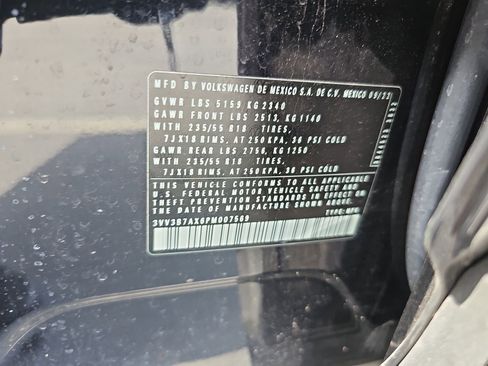 MFD BY VOLKSWAGEN DE MEXICO S.A. DE C.V. MEXICO 09/22
GVWR LBS 5159 KG 2340
GAWR FRONT LBS 2513, KG 1140
WITH 235/55 R18 TIRES,
7JX18 RIMS, AT 250 KPA, 36 PSI COLD
GAWR REAR LBS 2756, KG 1250
WITH 235/55 R18 TIRES,
7JX18 RIMS, AT 250 KPA, 36 PSI COLD
THIS VEHICLE CONFORMS TO ALL APPLICABLE
U.S. FEDERAL MOTOR VEHICLE SAFETY AND
THEFT PREVENTION STANDARDS IN EFFECT ON
THE DATE OF MANUFACTURE SHOWN ABOVE.
3VV3B7AX6PM007569 TYPE: MPV